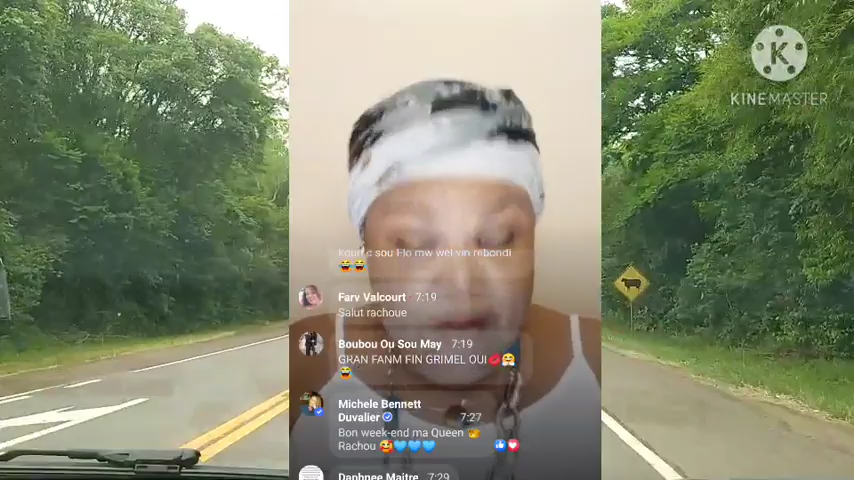 KINEMASTER
sou Flo mw wel vin rebondi
😂😂
Farv Valcourt 7:19
Salut rachoue
Boubou Ou Sou May 7:19
GRAN FANM FIN GRIMEL OUI💋🤗
😂
Michele Bennett
Duvalier 7:27
Bon week-end ma Queen 👑
Rachou 🥰💙💙💙
Daphnee Maitre 7:29